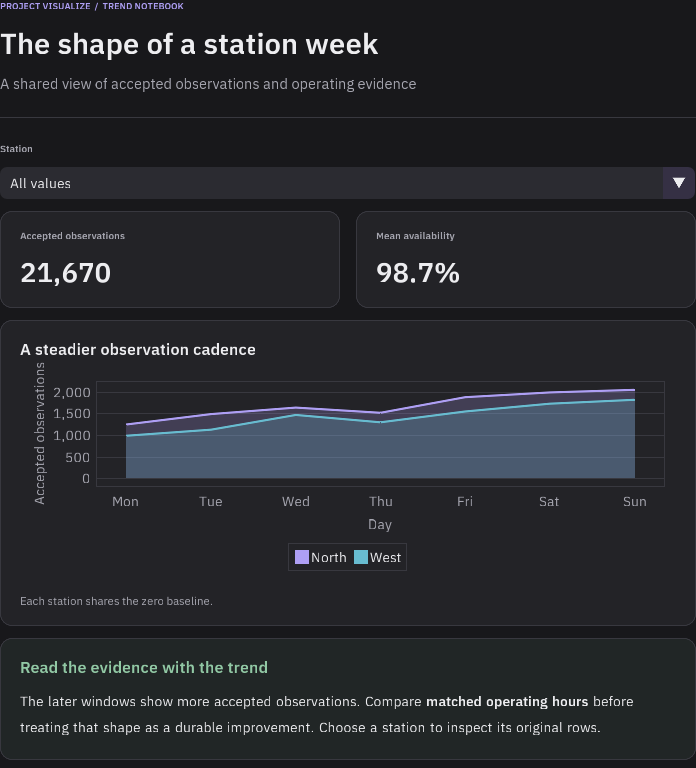 PROJECT VISUALIZE / TREND NOTEBOOK
The shape of a station week
A shared view of accepted observations and operating evidence
Station
All values
Accepted observations
21,670
Mean availability
98.7%
A steadier observation cadence
Accepted observations
2,000
1,500
1,000
500
0
Mon Tue Wed Thu Fri Sat Sun
Day
North West
Each station shares the zero baseline.
Read the evidence with the trend
The later windows show more accepted observations. Compare matched operating hours before
treating that shape as a durable improvement. Choose a station to inspect its original rows.